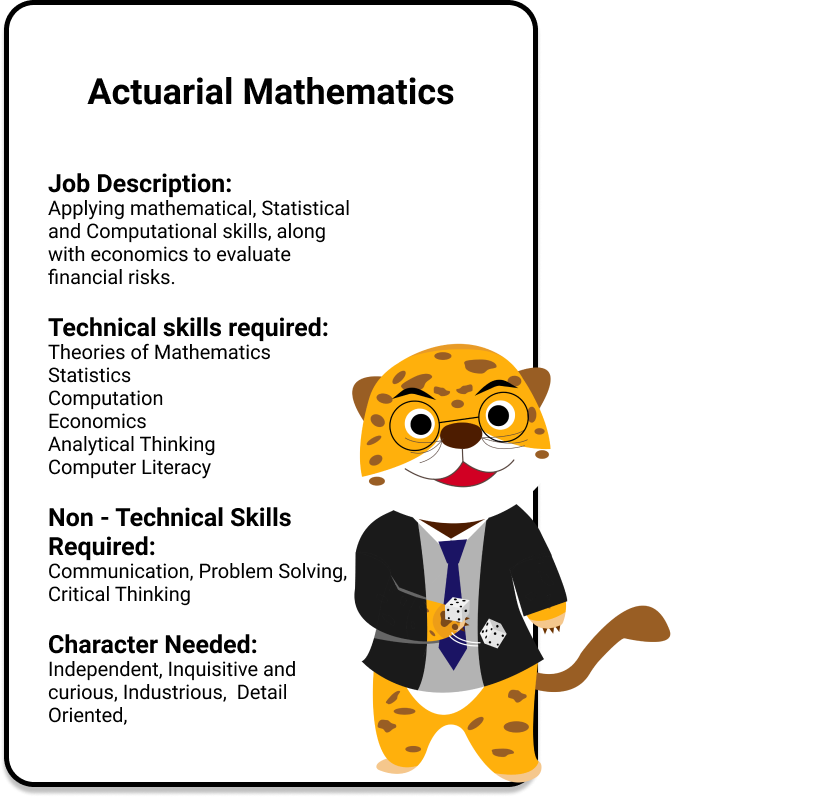 Actuarial Mathematics
Job Description:
Applying mathematical, Statistical
and Computational skills, along
with economics to evaluate
financial risks.
Technical skills required:
Theories of Mathematics
Statistics
Computation
Economics
Analytical Thinking
Computer Literacy
Non - Technical Skills
Required:
Communication, Problem Solving,
Critical Thinking
Character Needed:
Independent, Inquisitive and
curious, Industrious,  Detail
Oriented,